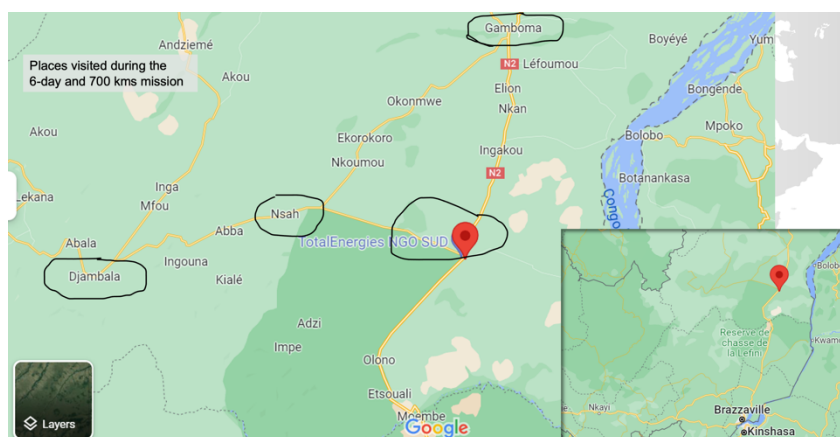 Gamboma
Andziemé
Boyéyé
Yum
Places visited during the
6-day and 700 kms mission
N2
Léfoumou
Akou
Elion
Bongende
Okonmwe
Nkan
Mpoko
Akou
Ekorokoro
Bolobo
Ingakou
Nkoumou
N2
Botanankasa
Inga
Lekana
Mfou
Nsah
Congo
Abba
Abala
TotalEnergies NGO SUD
Djambala
Ingouna
Kialé
Bolobo
Adzi
Impe
Réserve de
chasse de
la Léfini
Kwamo
Olono
Etsouali
Nkayi
Brazzaville
Layers
Google
Kinshasa